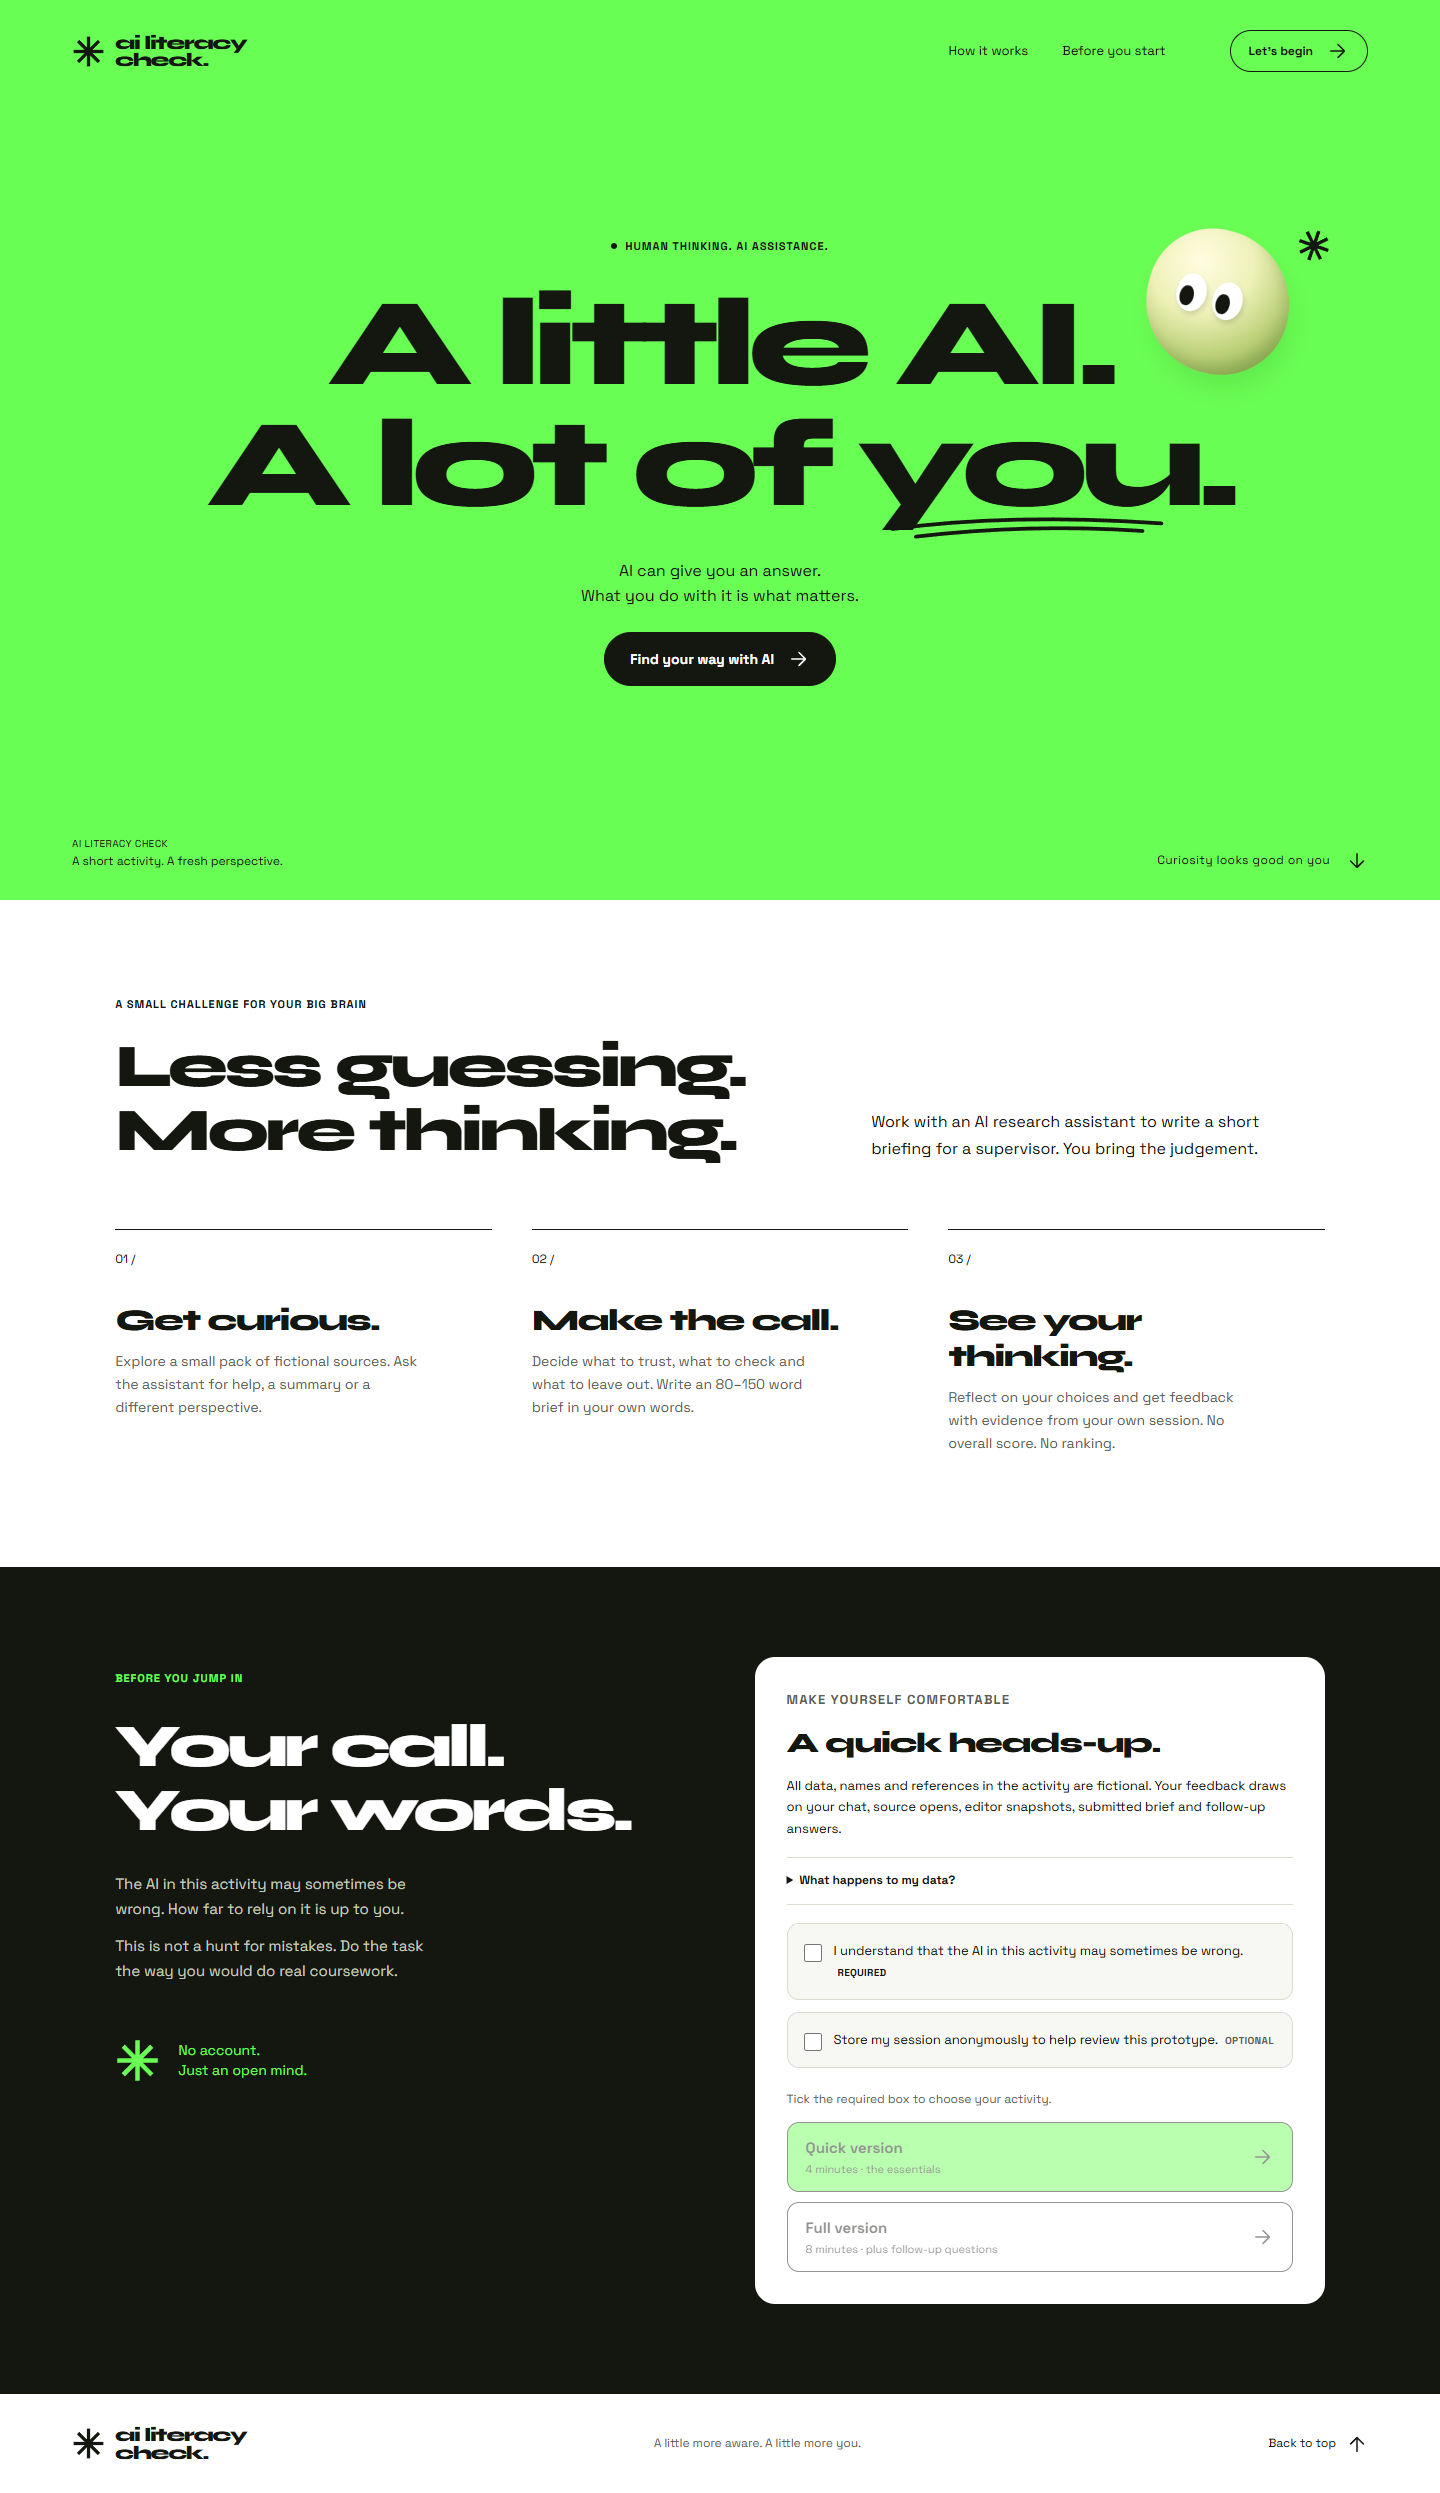 ai literacy
check.
How it works
Before you start
Let's begin
HUMAN THINKING. AI ASSISTANCE.
A little AI.
A lot of you.
AI can give you an answer.
What you do with it is what matters.
Find your way with AI
AI LITERACY CHECK
A short activity. A fresh perspective.
Curiosity looks good on you
A SMALL CHALLENGE FOR YOUR BIG BRAIN
Less guessing.
More thinking.
Work with an AI research assistant to write a short
briefing for a supervisor. You bring the judgement.
01 /
Get curious.
Explore a small pack of fictional sources. Ask
the assistant for help, a summary or a
different perspective.
02 /
Make the call.
Decide what to trust, what to check and
what to leave out. Write an 80–150 word
brief in your own words.
03 /
See your
thinking.
Reflect on your choices and get feedback
with evidence from your own session. No
overall score. No ranking.
BEFORE YOU JUMP IN
Your call.
Your words.
The AI in this activity may sometimes be
wrong. How far to rely on it is up to you.
This is not a hunt for mistakes. Do the task
the way you would do real coursework.
No account.
Just an open mind.
MAKE YOURSELF COMFORTABLE
A quick heads-up.
All data, names and references in the activity are fictional. Your feedback draws
on your chat, source opens, editor snapshots, submitted brief and follow-up
answers.
What happens to my data?
I understand that the AI in this activity may sometimes be wrong.
REQUIRED
Store my session anonymously to help review this prototype. OPTIONAL
Tick the required box to choose your activity.
Quick version
4 minutes · the essentials
Full version
8 minutes · plus follow-up questions
ai literacy
check.
A little more aware. A little more you.
Back to top